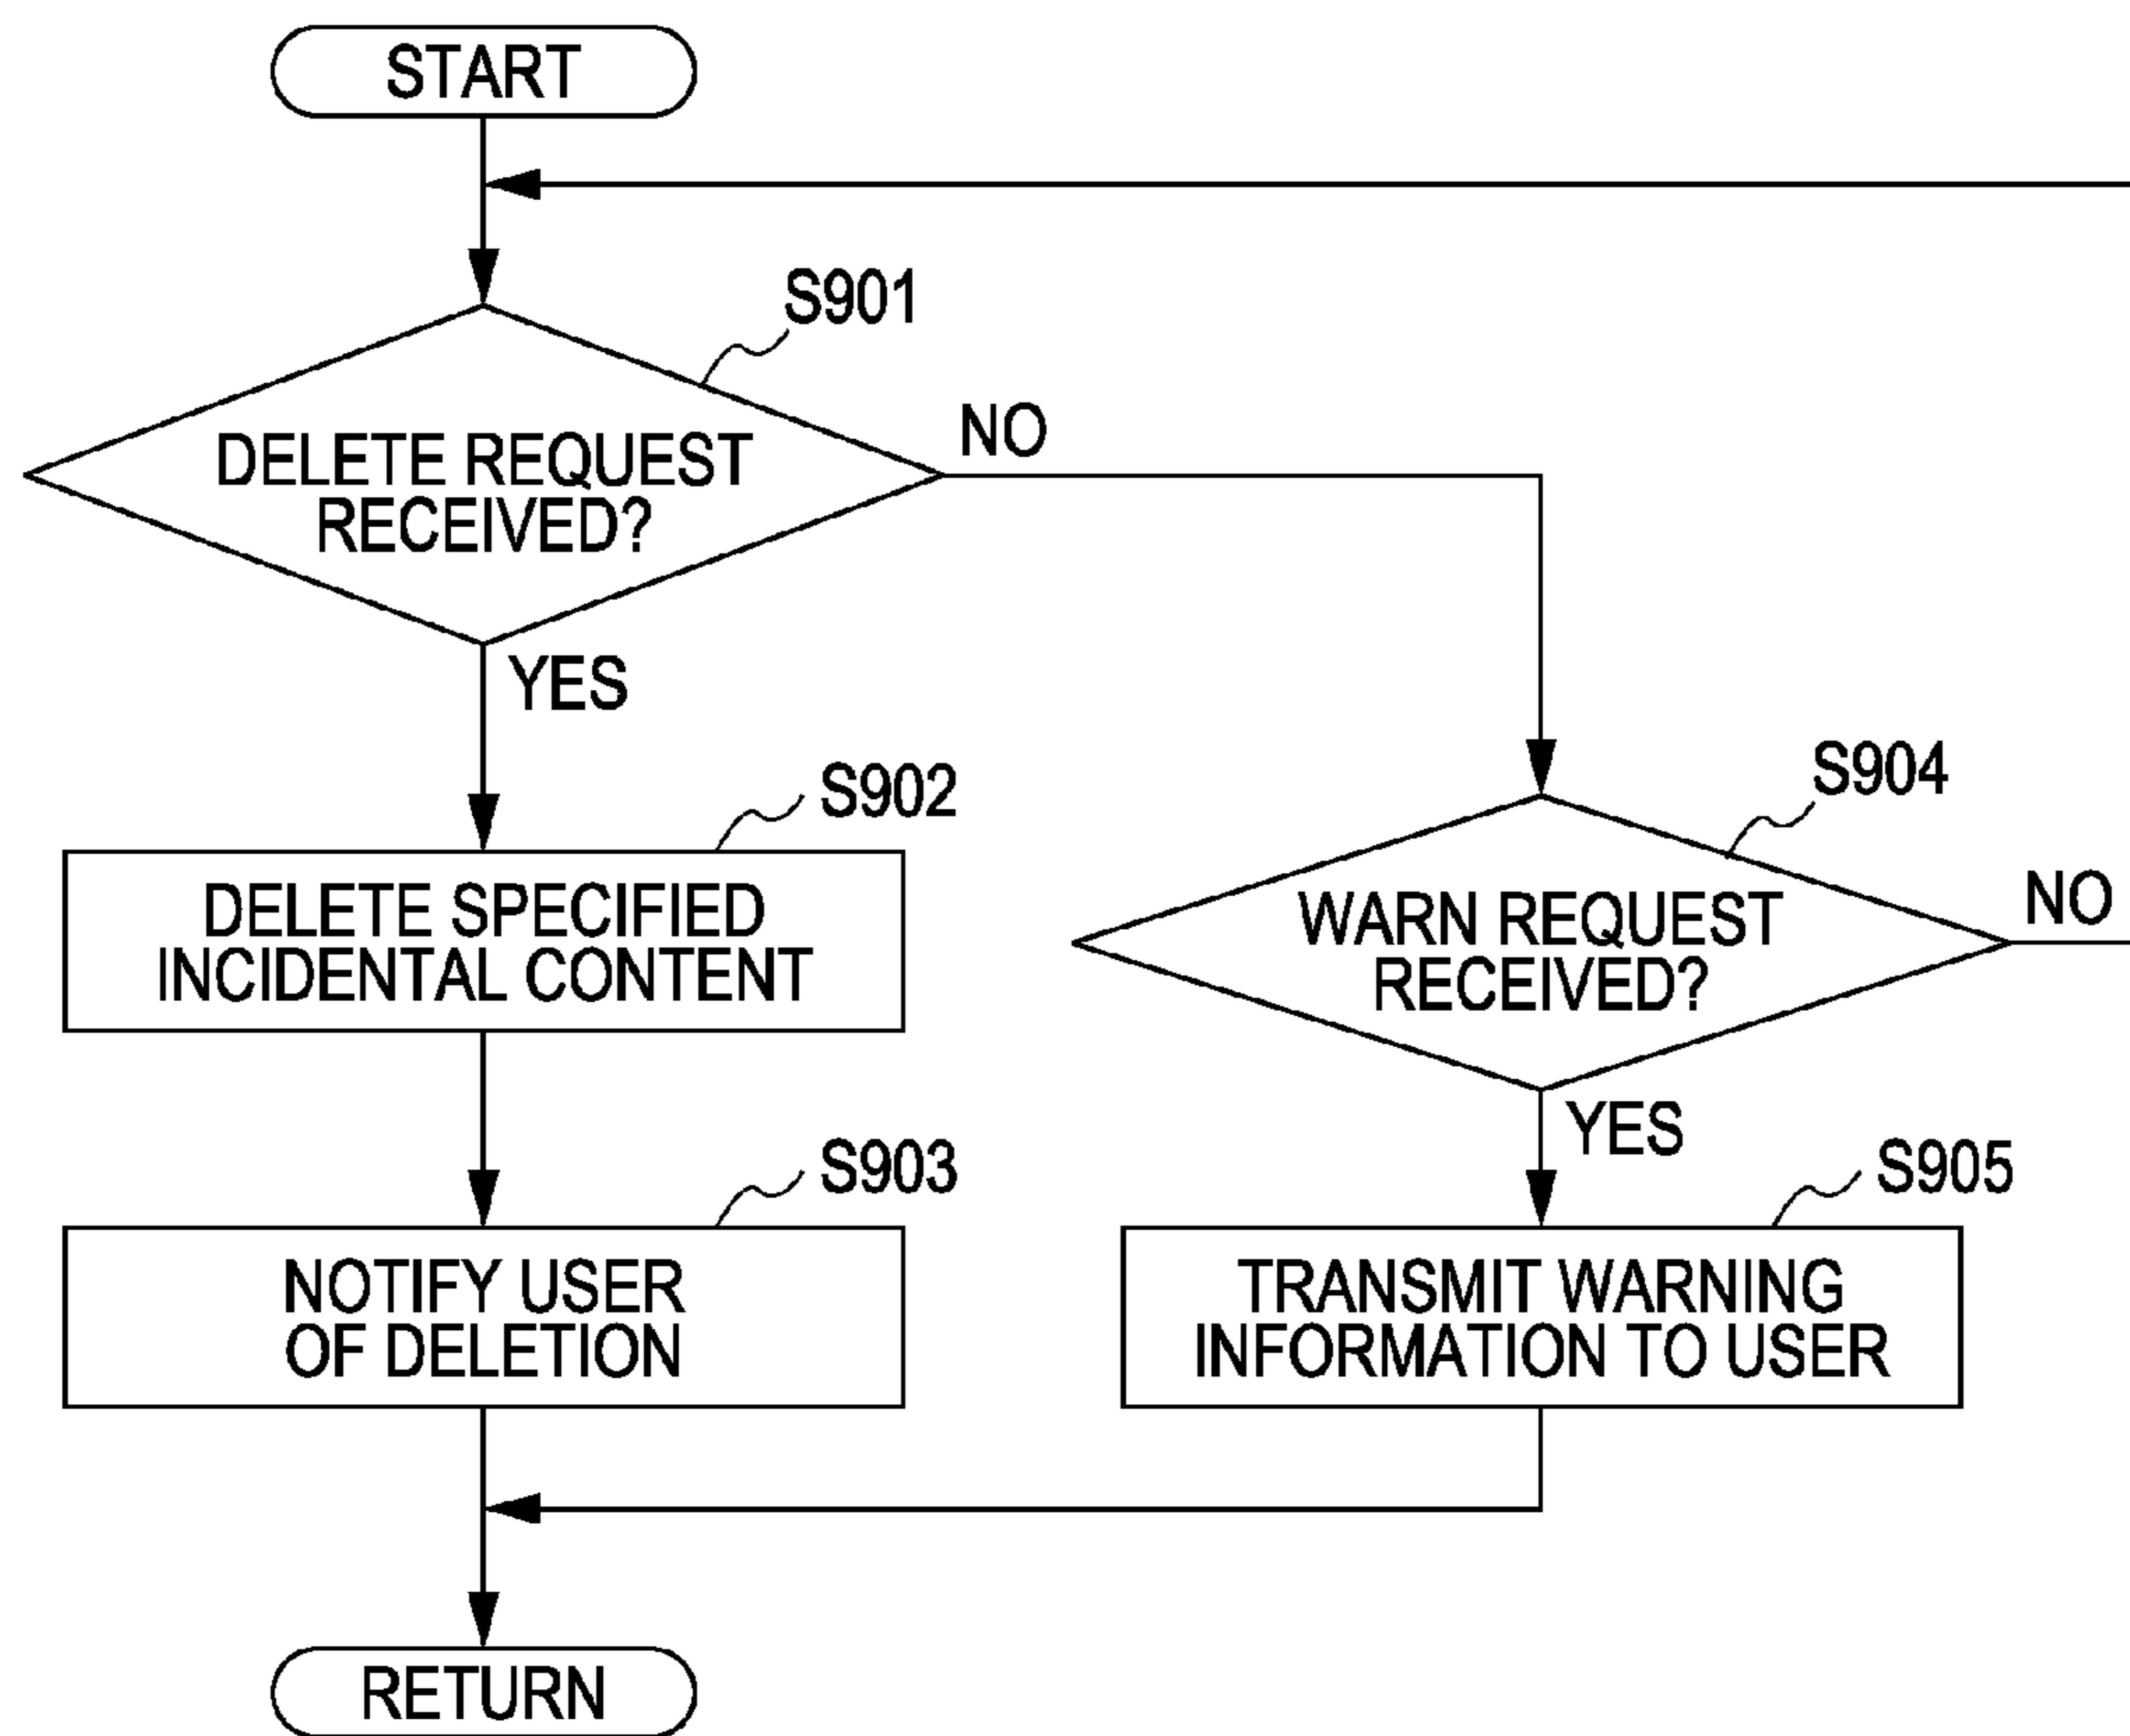 START
S901
DELETE REQUEST
RECEIVED?
NO
YES
S902
DELETE SPECIFIED
INCIDENTAL CONTENT
S903
NOTIFY USER
OF DELETION
S904
WARN REQUEST
RECEIVED?
NO
YES
S905
TRANSMIT WARNING
INFORMATION TO USER
RETURN